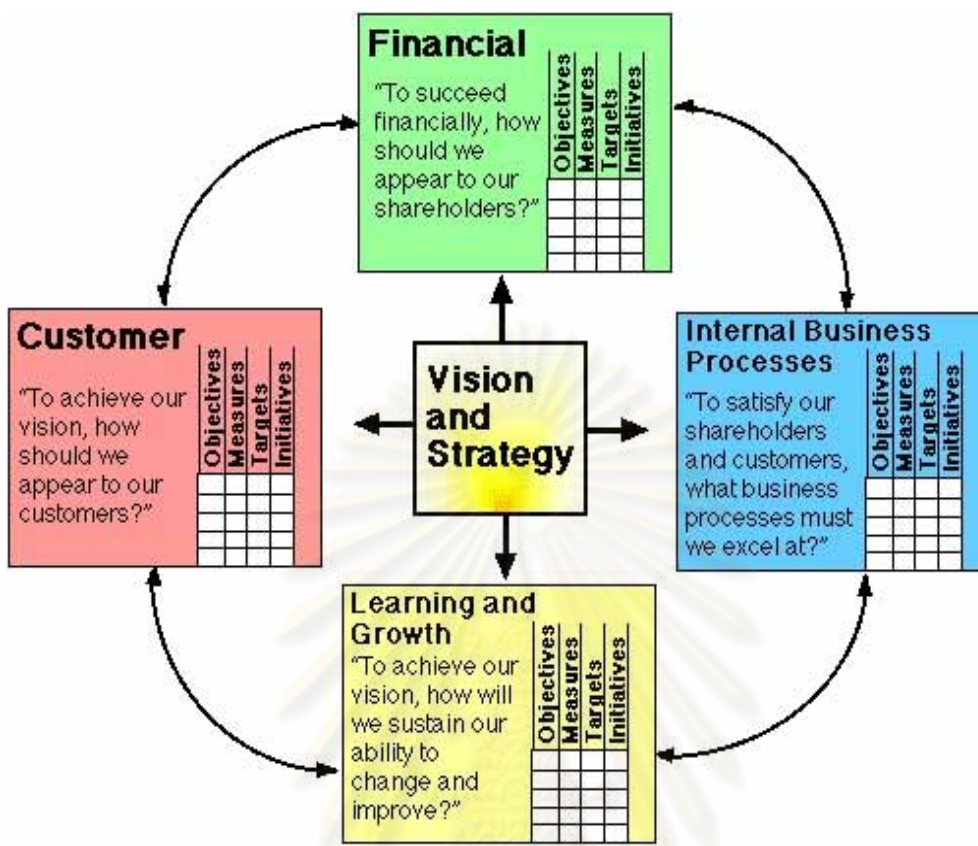 Financial
“To succeed
financially, how
should we
appear to our
shareholders?”
Objectives
Measures
Targets
Initiatives
Customer
“To achieve our
vision, how
should we
appear to our
customers?”
Objectives
Measures
Targets
Initiatives
Vision
and
Strategy
Internal Business
Processes
“To satisfy our
shareholders
and customers,
what business
processes must
we excel at?”
Objectives
Measures
Targets
Initiatives
Learning and
Growth
“To achieve our
vision, how will
we sustain our
ability to
change and
improve?”
Objectives
Measures
Targets
Initiatives